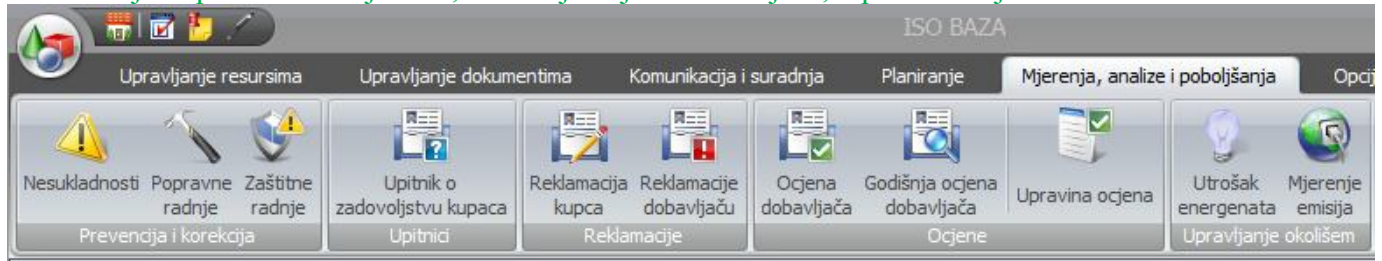 ISO BAZA
Upravljanje resursima Upravljanje dokumentima Komunikacija i suradnja Planiranje Mjerenja, analize i poboljšanja Opcij
Nesukladnosti Popravne radnje Zaštitne radnje
Prevencija i korekcija
Upitnik o zadovoljstvu kupaca
Upitnici
Reklamacija kupca Reklamacije dobavljaču
Reklamacije
Ocjena dobavljača Godišnja ocjena dobavljača Upravina ocjena
Ocjene
Utrošak energenata Mjerenje emisija
Upravljanje okolišem